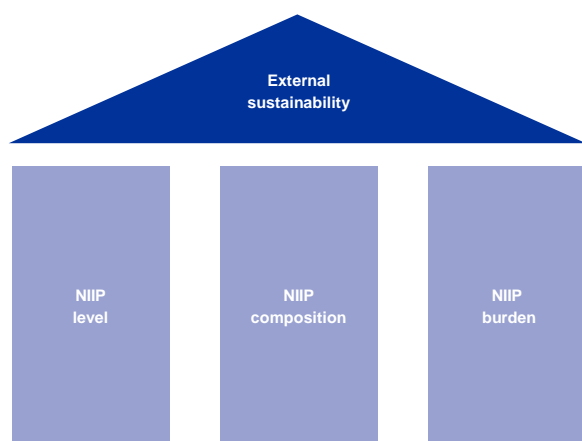 External
sustainability
NIIP
level
NIIP
composition
NIIP
burden